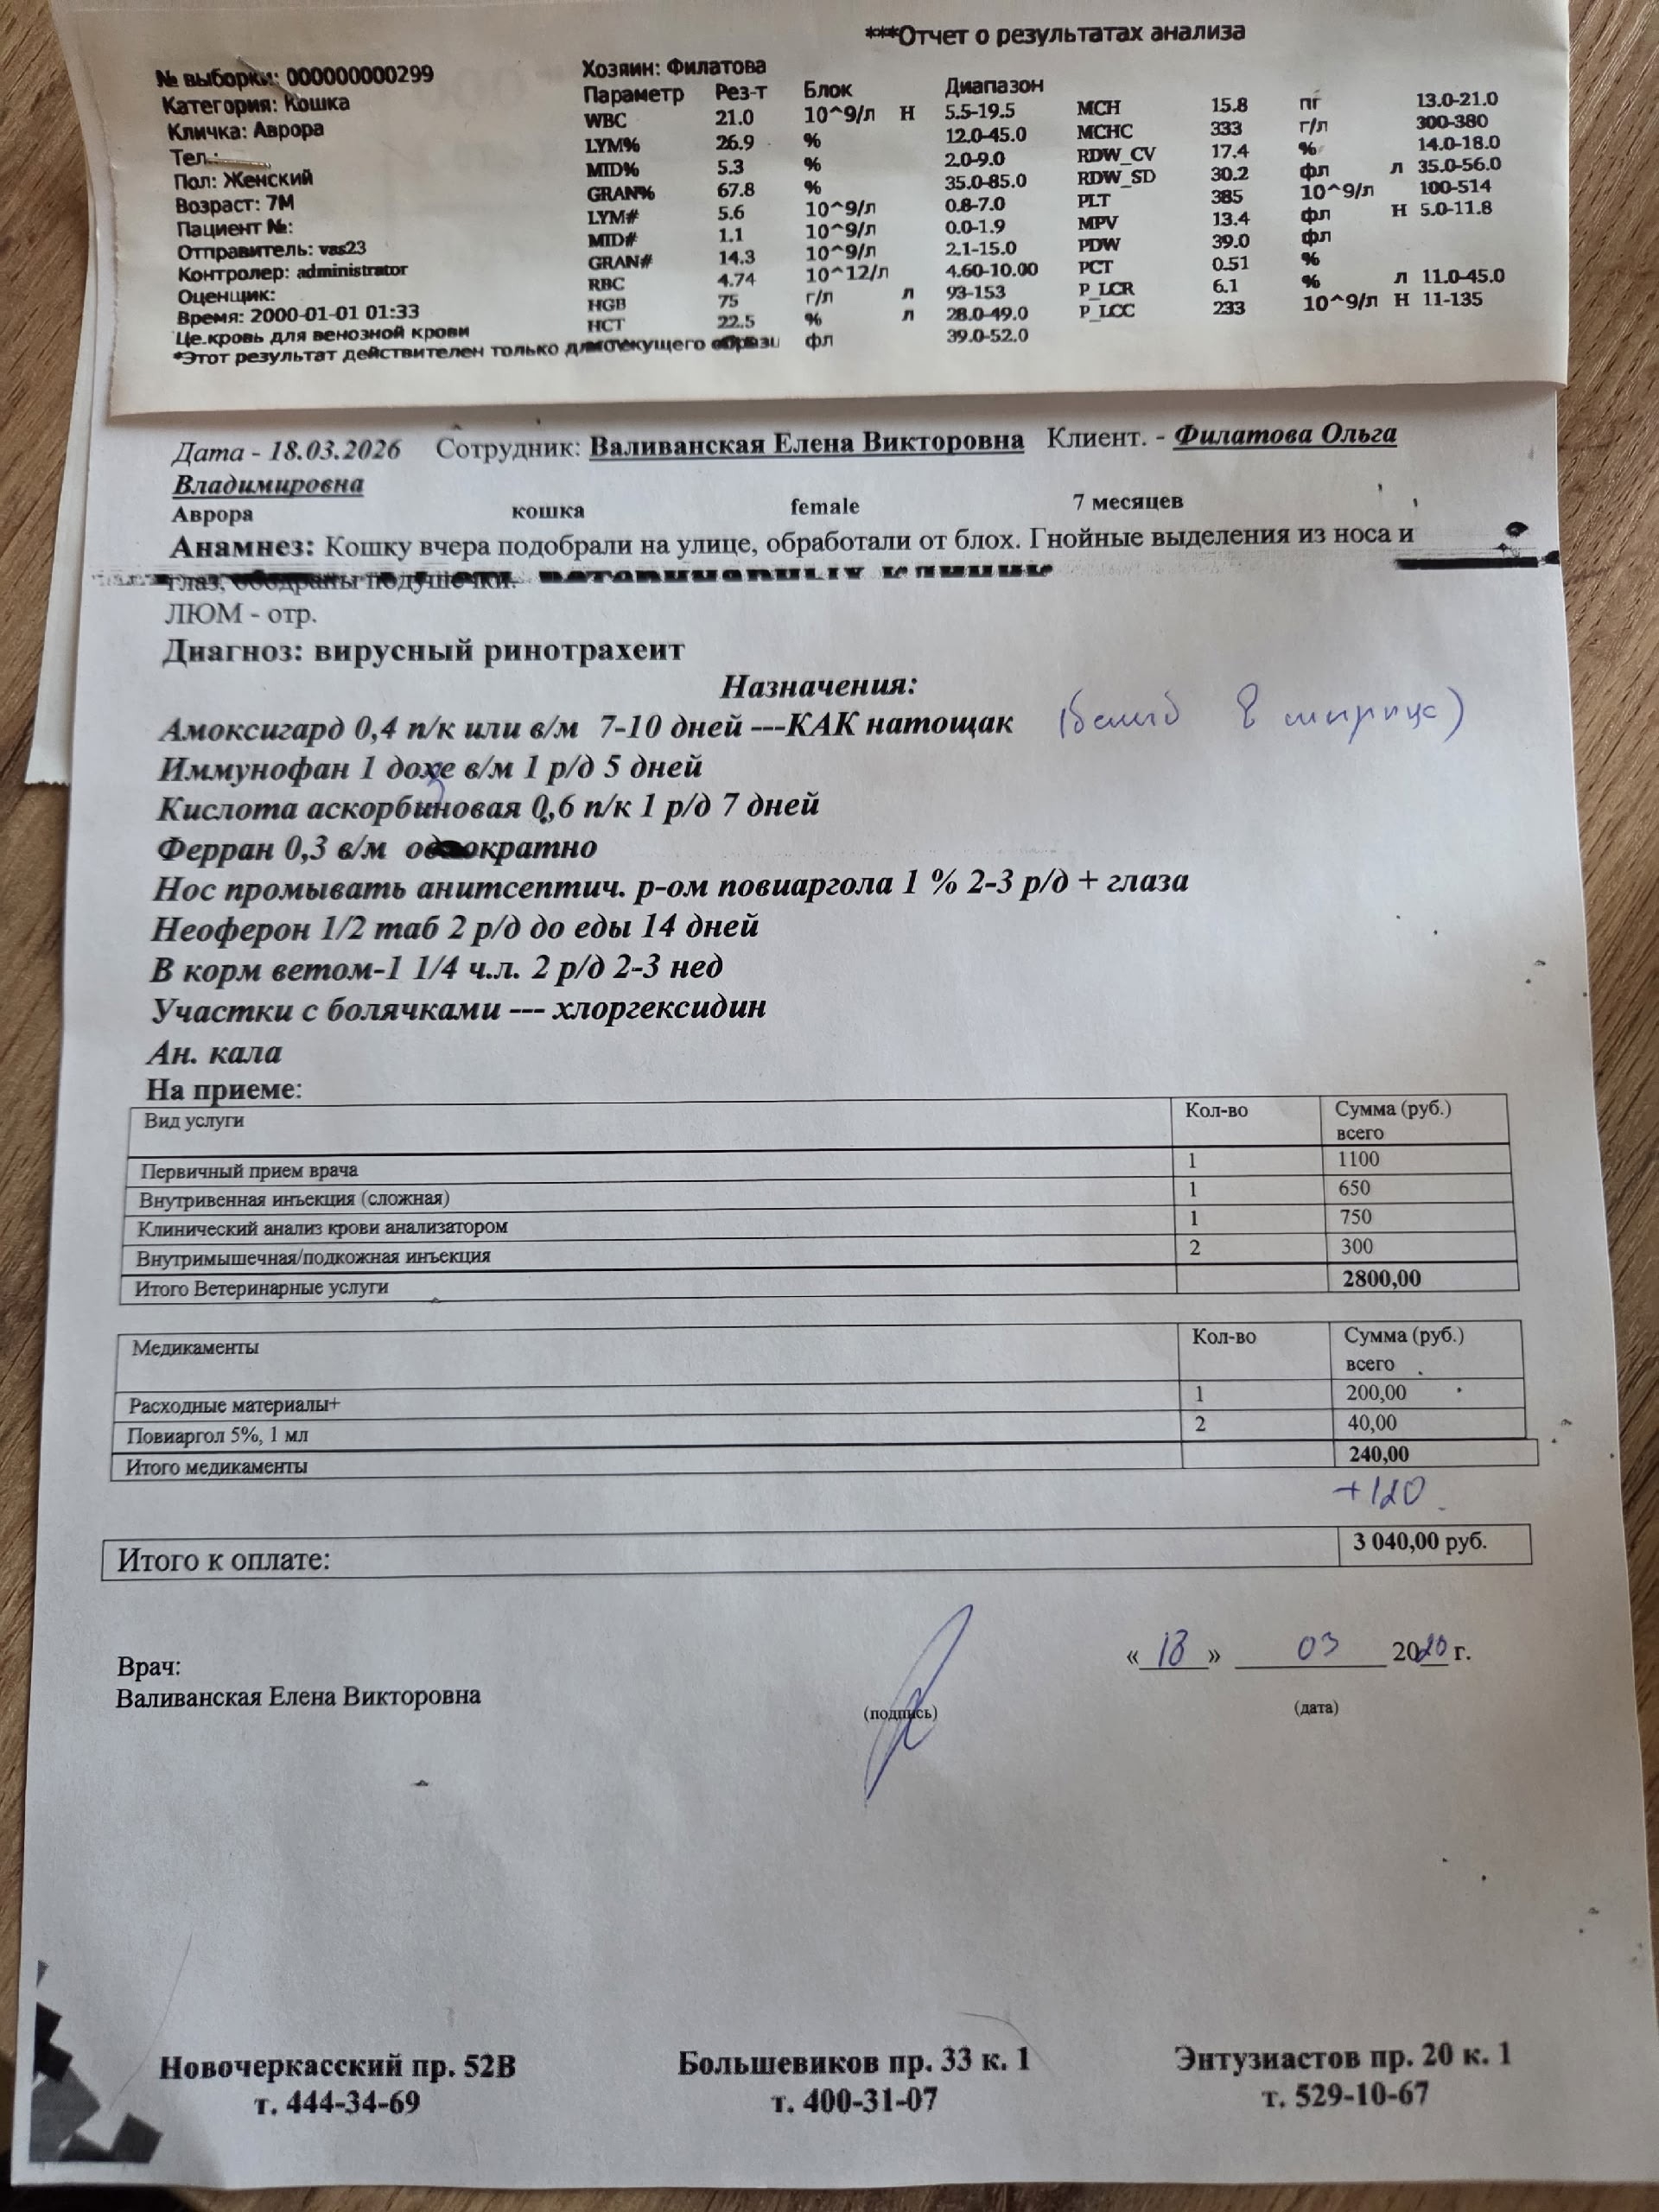 ***Отчет о результатах анализа
№ выборки: 000000000299
Категория: Кошка
Кличка: Аврора
Тел.:
Пол: Женский
Возраст: 7М
Пациент №:
Отправитель: vas23
Контролер: administrator
Оценщик:
Время: 2000-01-01 01:33
Це.кровь для венозной крови
*Этот результат действителен только для текущего
Хозяин: Филатова
Параметр Рез-т Блок Диапазон
WBC 21.0 10^9/л Н 5.5-19.5
LYM% 26.9 % 12.0-45.0
MID% 5.3 % 2.0-9.0
GRAN% 67.8 % 35.0-85.0
LYM# 5.6 10^9/л 0.8-7.0
MID# 1.1 10^9/л 0.0-1.9
GRAN# 14.3 10^9/л 2.1-15.0
RBC 4.74 10^12/л 4.60-10.00
HGB 75 г/л л 93-153
HCT 22.5 % л 28.0-49.0
фл 39.0-52.0
MCH 15.8 пг 13.0-21.0
MCHC 333 г/л 300-380
RDW_CV 17.4 % 14.0-18.0
RDW_SD 30.2 фл л 35.0-56.0
PLT 385 10^9/л 100-514
MPV 13.4 фл Н 5.0-11.8
PDW 39.0 фл
PCT 0.51 %
P_LCR 6.1 % л 11.0-45.0
P_LCC 233 10^9/л Н 11-135
Дата - 18.03.2026 Сотрудник: Валиванская Елена Викторовна Клиент. - Филатова Ольга
Владимировна
Аврора кошка female 7 месяцев
Анамнез: Кошку вчера подобрали на улице, обработали от блох. Гнойные выделения из носа и
глаз, ободраны подушечки.
ЛЮМ - отр.
Диагноз: вирусный ринотрахеит
Назначения:
Амоксигард 0,4 п/к или в/м 7-10 дней ---КАК натощак
Иммунофан 1 дозе в/м 1 р/д 5 дней
Кислота аскорбиновая 0,6 п/к 1 р/д 7 дней
Ферран 0,3 в/м однократно
Нос промывать анитсептич. р-ом повиаргола 1 % 2-3 р/д + глаза
Неоферон 1/2 таб 2 р/д до еды 14 дней
В корм ветом-1 1/4 ч.л. 2 р/д 2-3 нед
Участки с болячками --- хлоргексидин
Ан. кала
На приеме:
Вид услуги Кол-во Сумма (руб.)
всего
Первичный прием врача 1 1100
Внутривенная инъекция (сложная) 1 650
Клинический анализ крови анализатором 1 750
Внутримышечная/подкожная инъекция 2 300
Итого Ветеринарные услуги 2800,00
Медикаменты Кол-во Сумма (руб.)
всего
Расходные материалы+ 1 200,00
Повиаргол 5%, 1 мл 2 40,00
Итого медикаменты 240,00
+120
Итого к оплате: 3 040,00 руб.
Врач:
Валиванская Елена Викторовна
(подпись)
«18» 03 20 г.
(дата)
Новочеркасский пр. 52В
т. 444-34-69
Большевиков пр. 33 к. 1
т. 400-31-07
Энтузиастов пр. 20 к. 1
т. 529-10-67